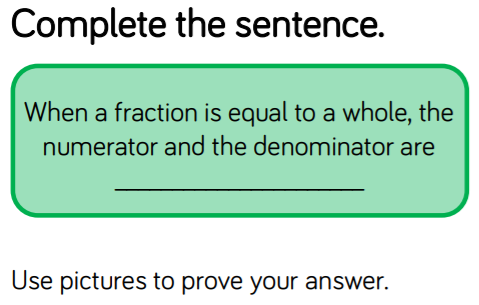 Complete the sentence.
When a fraction is equal to a whole, the
numerator and the denominator are
____________________
Use pictures to prove your answer.